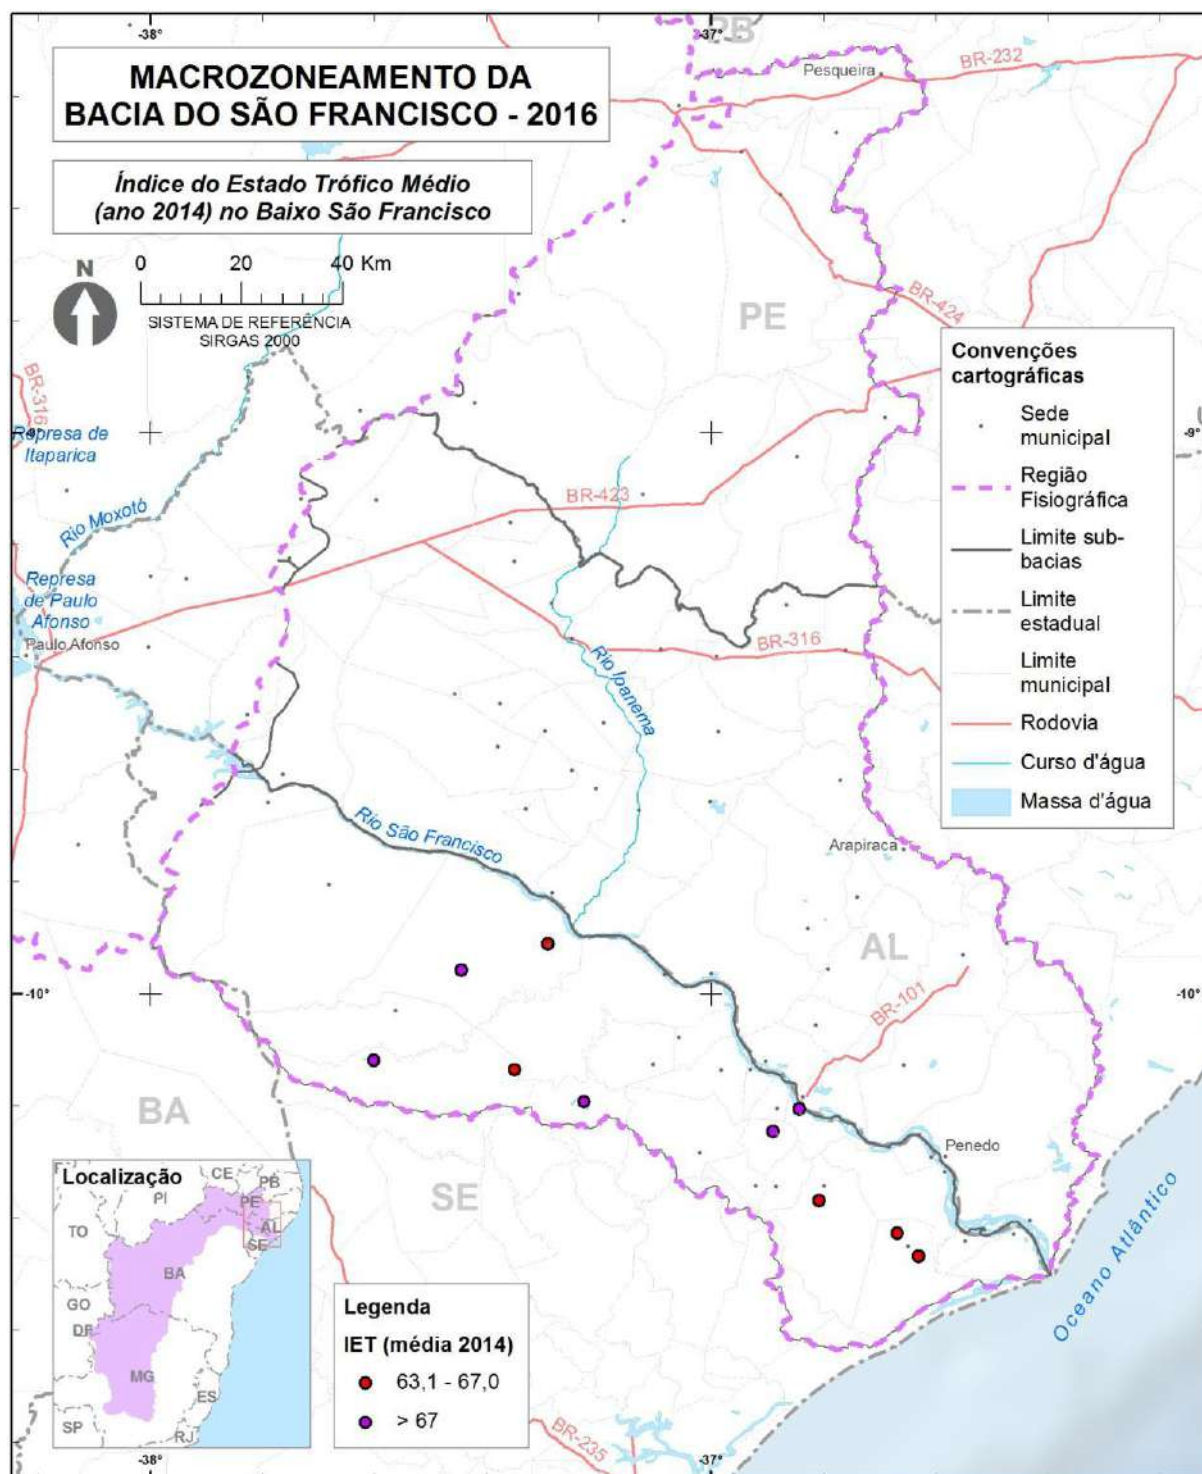 -38°
-37°
PB
MACROZONEAMENTO DA
BACIA DO SÃO FRANCISCO - 2016
Pesqueira
BR-232
Índice do Estado Trófico Médio
(ano 2014) no Baixo São Francisco
N
0 20 40 Km
SISTEMA DE REFERÊNCIA
SIRGAS 2000
PE
BR-424
BR-316
Convenções
cartográficas
Sede
municipal
Região
Fisiográfica
Limite sub-
bacias
Limite
estadual
Limite
municipal
Rodovia
Curso d'água
Massa d'água
-9°
-9°
Represa de
Itaparica
Rio Moxotó
BR-423
Represa
de Paulo
Afonso
Paulo Afonso
BR-316
Rio Ipanema
Rio São Francisco
Arapiraca
AL
BR-101
-10°
-10°
BA
SE
Penedo
Oceano Atlântico
Localização
CE
PB
PI
PE
TO
AL
SE
BA
GO
DF
MG
ES
SP
RJ
Legenda
IET (média 2014)
63,1 - 67,0
> 67
BR-235
-38°
-37°